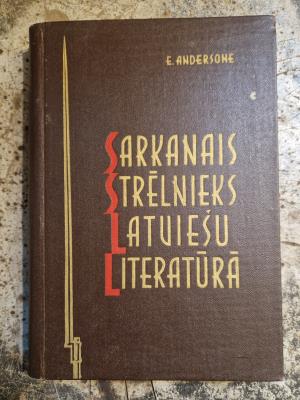 E. ANDERSONE
SARKANAIS
STRĒLNIEKS
LATVIEŠU
LITERATŪRĀ